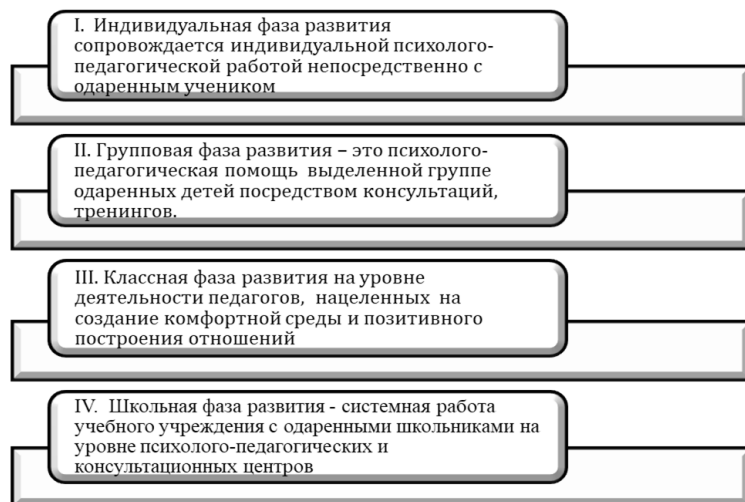 I. Индивидуальная фаза развития
сопровождается индивидуальной психолого-
педагогической работой непосредственно с
одаренным учеником
II. Групповая фаза развития – это психолого-
педагогическая помощь выделенной группе
одаренных детей посредством консультаций,
тренингов.
III. Классная фаза развития на уровне
деятельности педагогов, нацеленных на
создание комфортной среды и позитивного
построения отношений
IV. Школьная фаза развития - системная работа
учебного учреждения с одаренными школьниками на
уровне психолого-педагогических и
консультационных центров